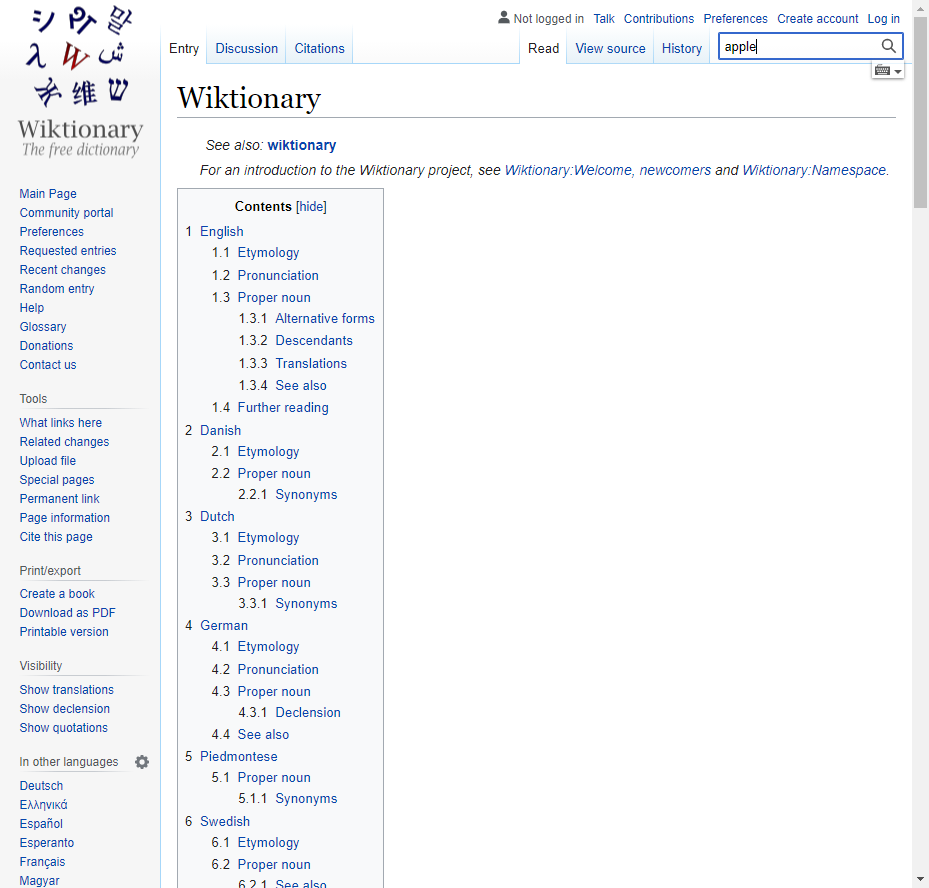 Not logged in Talk Contributions Preferences Create account Log in
Entry Discussion Citations Read View source History apple
Wiktionary
The free dictionary
Wiktionary
See also: wiktionary
For an introduction to the Wiktionary project, see Wiktionary:Welcome, newcomers and Wiktionary:Namespace.
Main Page
Community portal
Preferences
Requested entries
Recent changes
Random entry
Help
Glossary
Donations
Contact us
Tools
What links here
Related changes
Upload file
Special pages
Permanent link
Page information
Cite this page
Print/export
Create a book
Download as PDF
Printable version
Visibility
Show translations
Show declension
Show quotations
In other languages
Deutsch
Ελληνικά
Español
Esperanto
Français
Magyar
Contents [hide]
1 English
1.1 Etymology
1.2 Pronunciation
1.3 Proper noun
1.3.1 Alternative forms
1.3.2 Descendants
1.3.3 Translations
1.3.4 See also
1.4 Further reading
2 Danish
2.1 Etymology
2.2 Proper noun
2.2.1 Synonyms
3 Dutch
3.1 Etymology
3.2 Pronunciation
3.3 Proper noun
3.3.1 Synonyms
4 German
4.1 Etymology
4.2 Pronunciation
4.3 Proper noun
4.3.1 Declension
4.4 See also
5 Piedmontese
5.1 Proper noun
5.1.1 Synonyms
6 Swedish
6.1 Etymology
6.2 Proper noun
6.2.1 See also